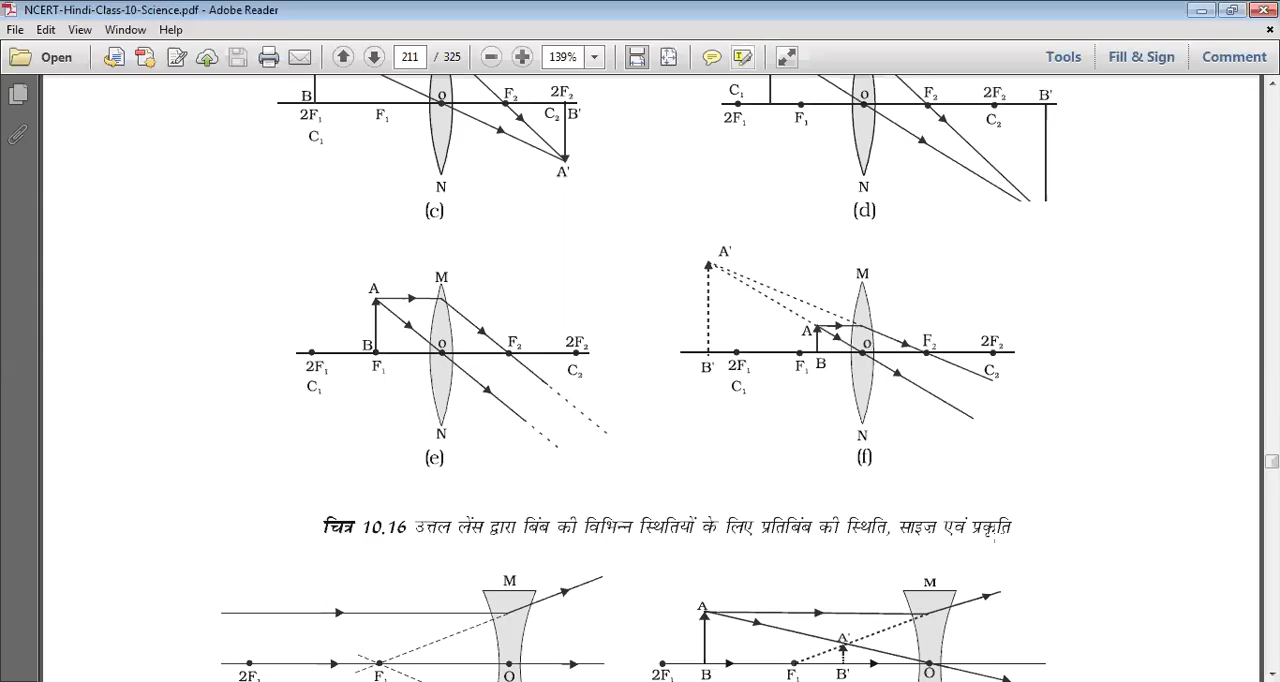 NCERT-Hindi-Class-10-Science.pdf - Adobe Reader
File Edit View Window Help
Open 211 / 325 139% Tools Fill & Sign Comment
B O F₂ 2F₂
2F₁ F₁ C₂ B'
C₁
A'
N
(c)
C₁ O F₂ 2F₂ B'
2F₁ F₁ C₂
N
(d)
A M
B O F₂ 2F₂
2F₁ F₁ C₂
C₁
N
(e)
A'
M
A
O F₂ 2F₂
B' 2F₁ F₁ B C₂
C₁
N
(f)
चित्र 10.16 उत्तल लेंस द्वारा बिंब की विभिन्न स्थितियों के लिए प्रतिबिंब की स्थिति, साइज़ एवं प्रकृति
M
2F₁ F₁ O
M
A
A'
2F₁ B F₁ B' O